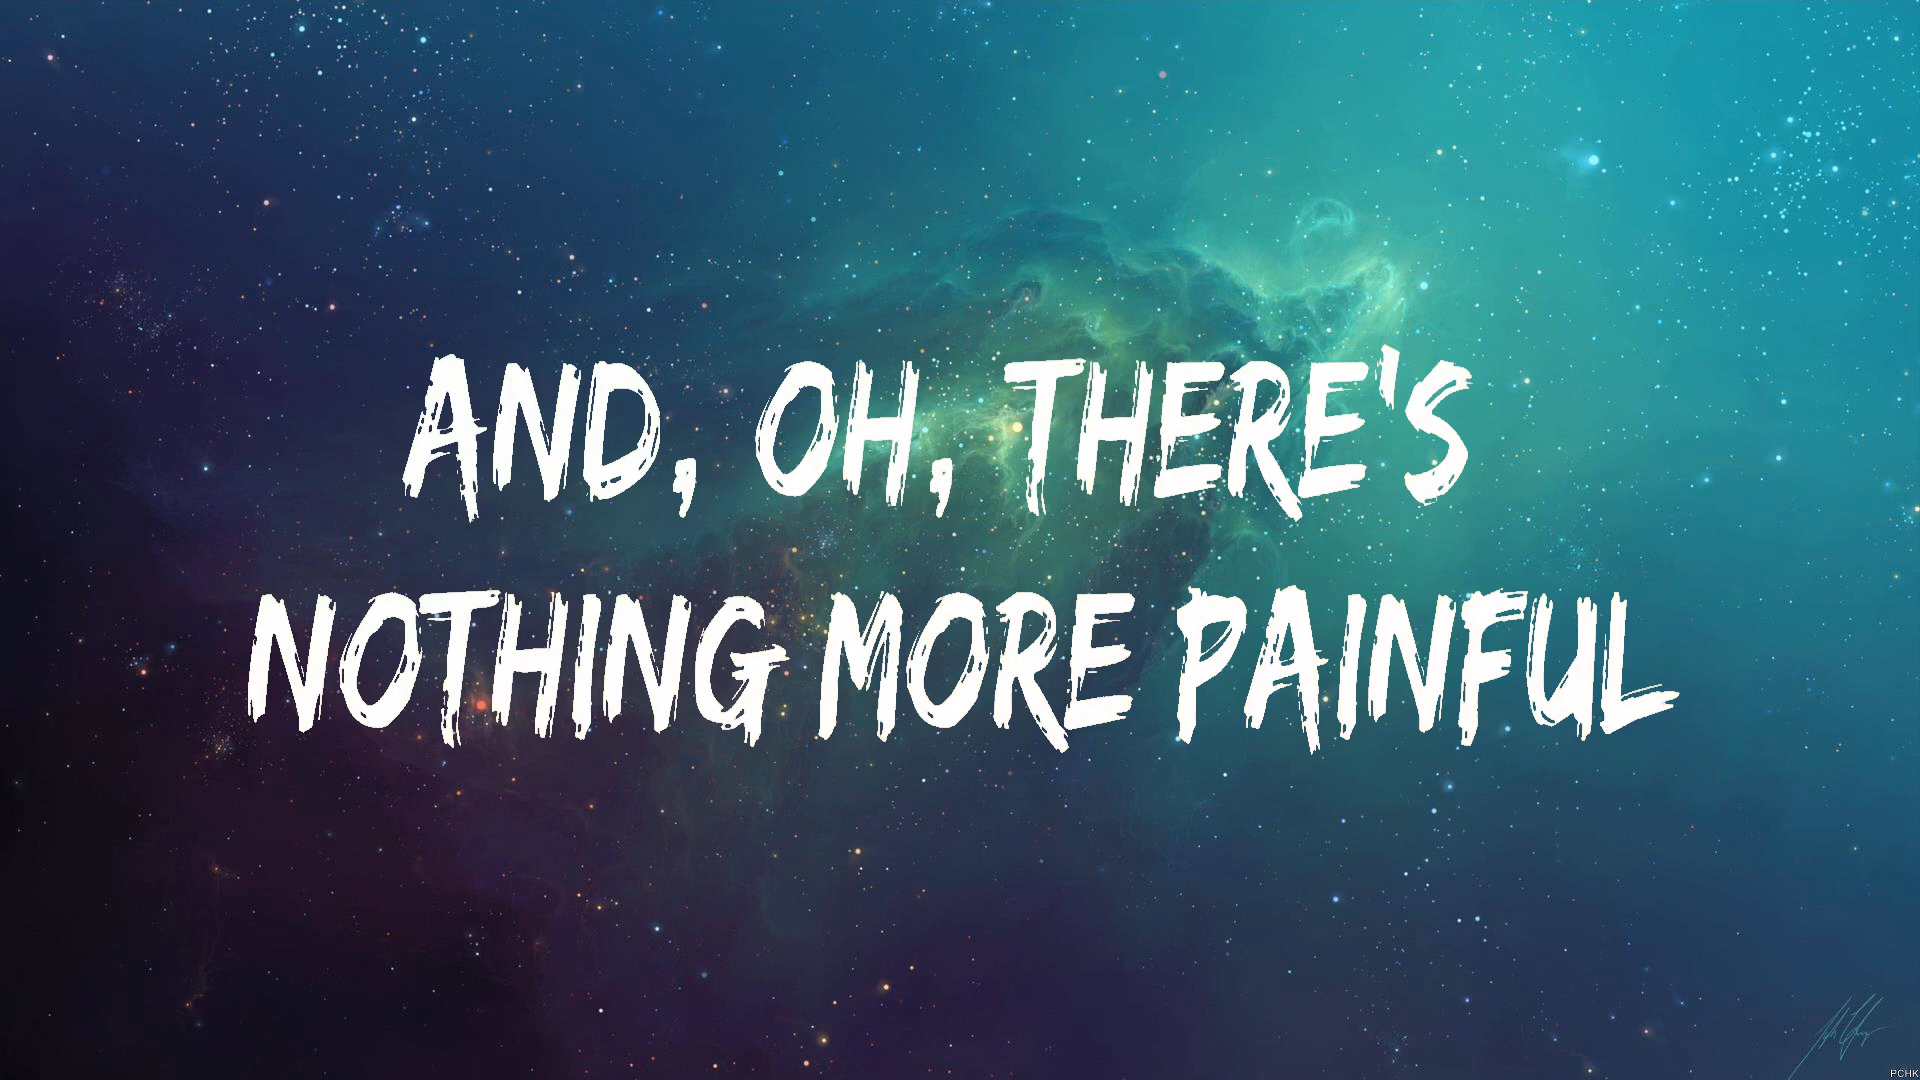 AND, OH, THERE'S
NOTHING MORE PAINFUL
PCHK